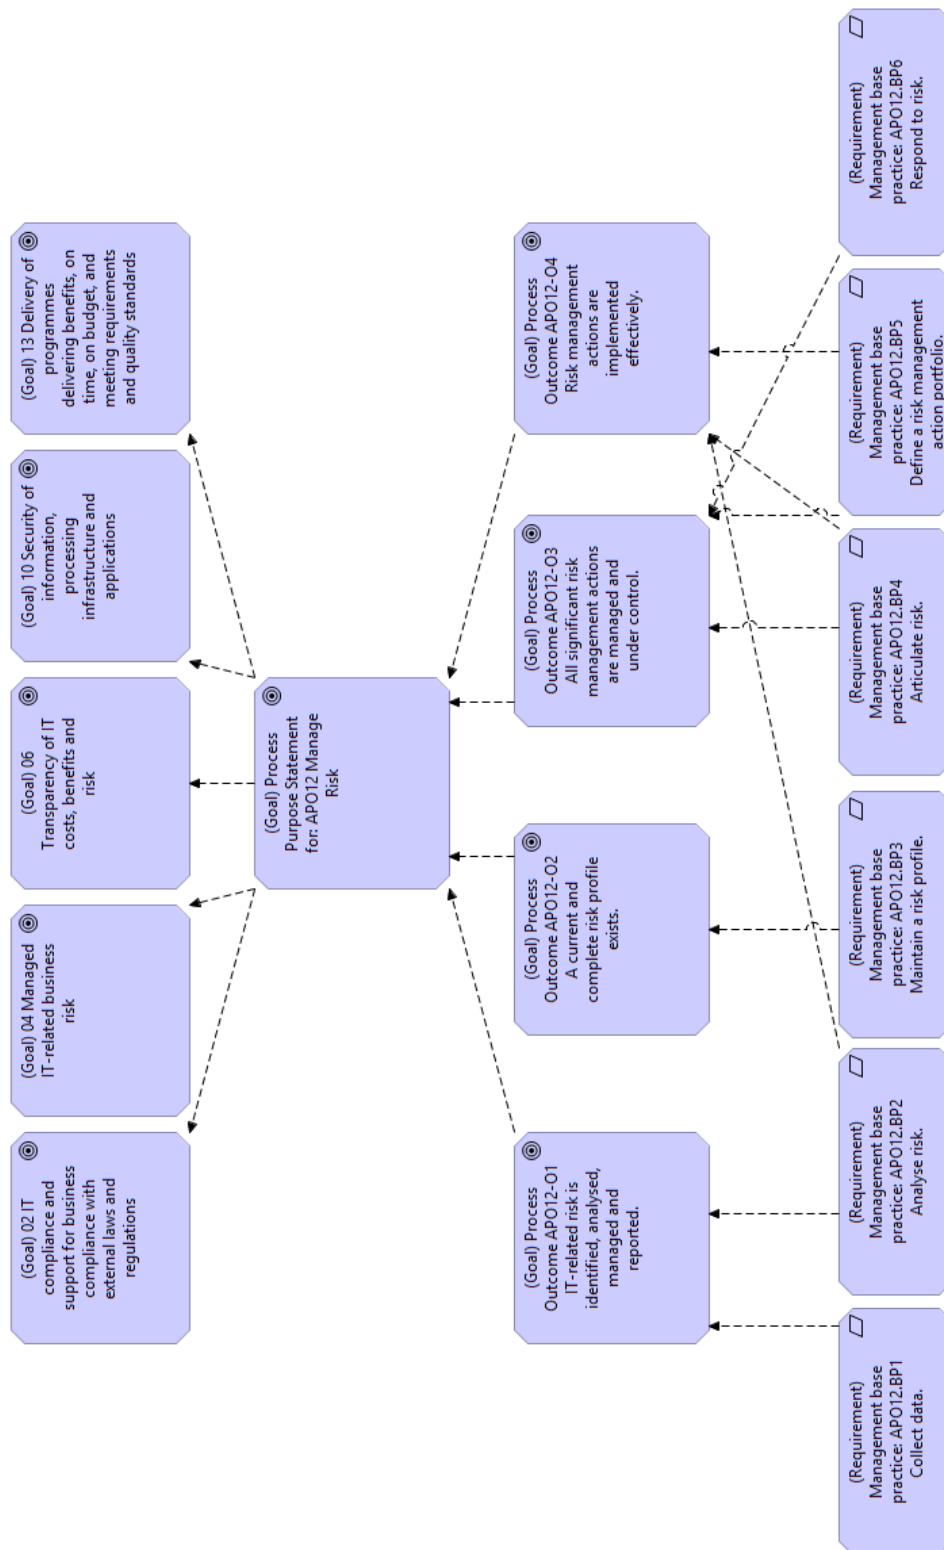 (Goal) 02 IT
compliance and
support for business
compliance with
external laws and
regulations
(Goal) 04 Managed
IT-related business
risk
(Goal) 06
Transparency of IT
costs, benefits and
risk
(Goal) 10 Security of
information,
processing
infrastructure and
applications
(Goal) 13 Delivery of
programmes
delivering benefits, on
time, on budget, and
meeting requirements
and quality standards
(Goal) Process
Purpose Statement
for: APO12 Manage
Risk
(Goal) Process
Outcome APO12-O1
IT-related risk is
identified, analysed,
managed and
reported.
(Goal) Process
Outcome APO12-O2
A current and
complete risk profile
exists.
(Goal) Process
Outcome APO12-O3
All significant risk
management actions
are managed and
under control.
(Goal) Process
Outcome APO12-O4
Risk management
actions are
implemented
effectively.
(Requirement)
Management base
practice: APO12.BP1
Collect data.
(Requirement)
Management base
practice: APO12.BP2
Analyse risk.
(Requirement)
Management base
practice: APO12.BP3
Maintain a risk profile.
(Requirement)
Management base
practice: APO12.BP4
Articulate risk.
(Requirement)
Management base
practice: APO12.BP5
Define a risk management
action portfolio.
(Requirement)
Management base
practice: APO12.BP6
Respond to risk.